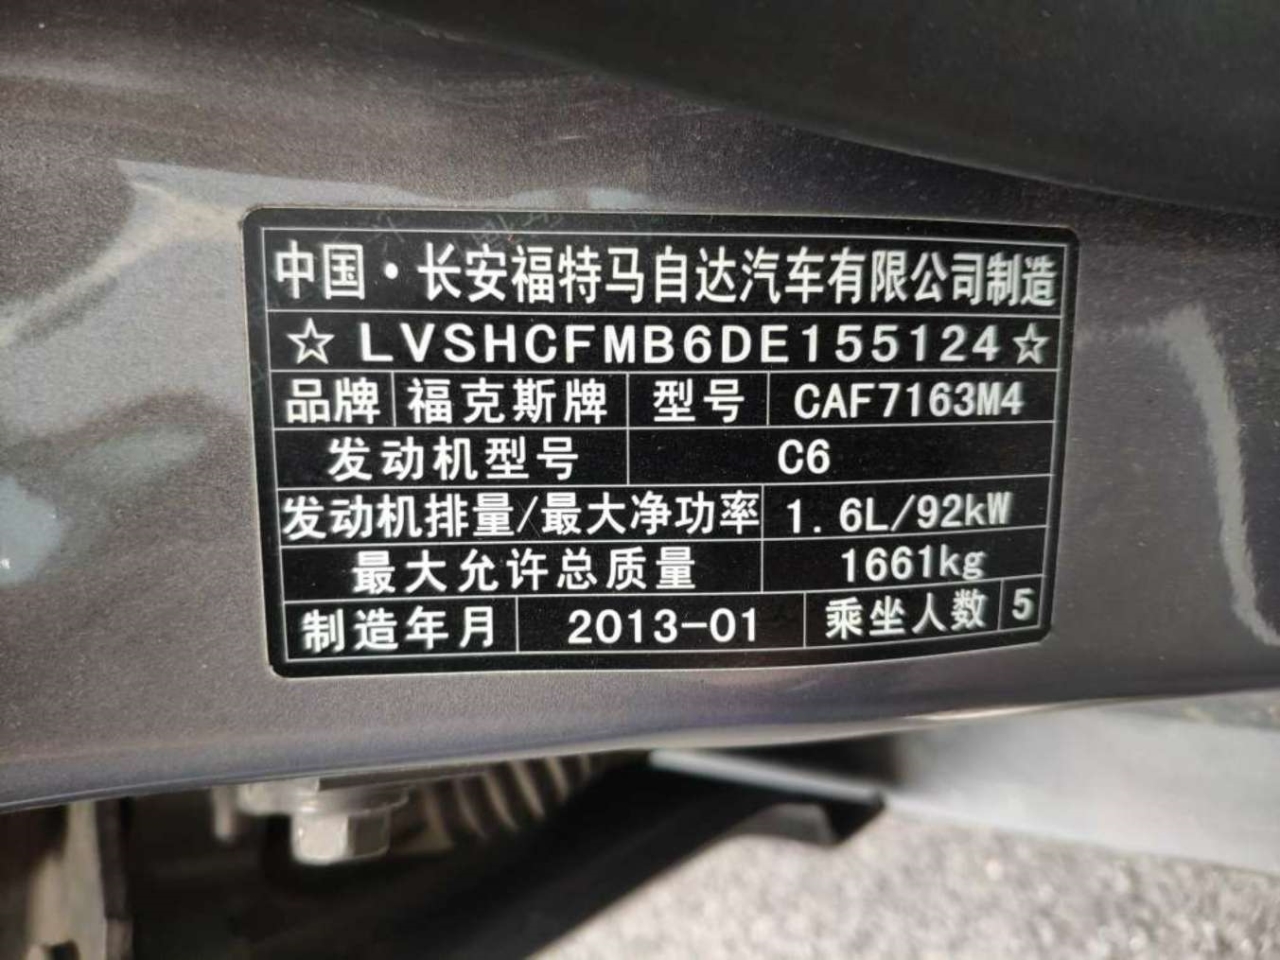 中国·长安福特马自达汽车有限公司制造
☆LVSHCFMB6DE155124☆
品牌 福克斯牌 型号 CAF7163M4
发动机型号 C6
发动机排量/最大净功率 1.6L/92kW
最大允许总质量 1661kg
制造年月 2013-01 乘坐人数 5